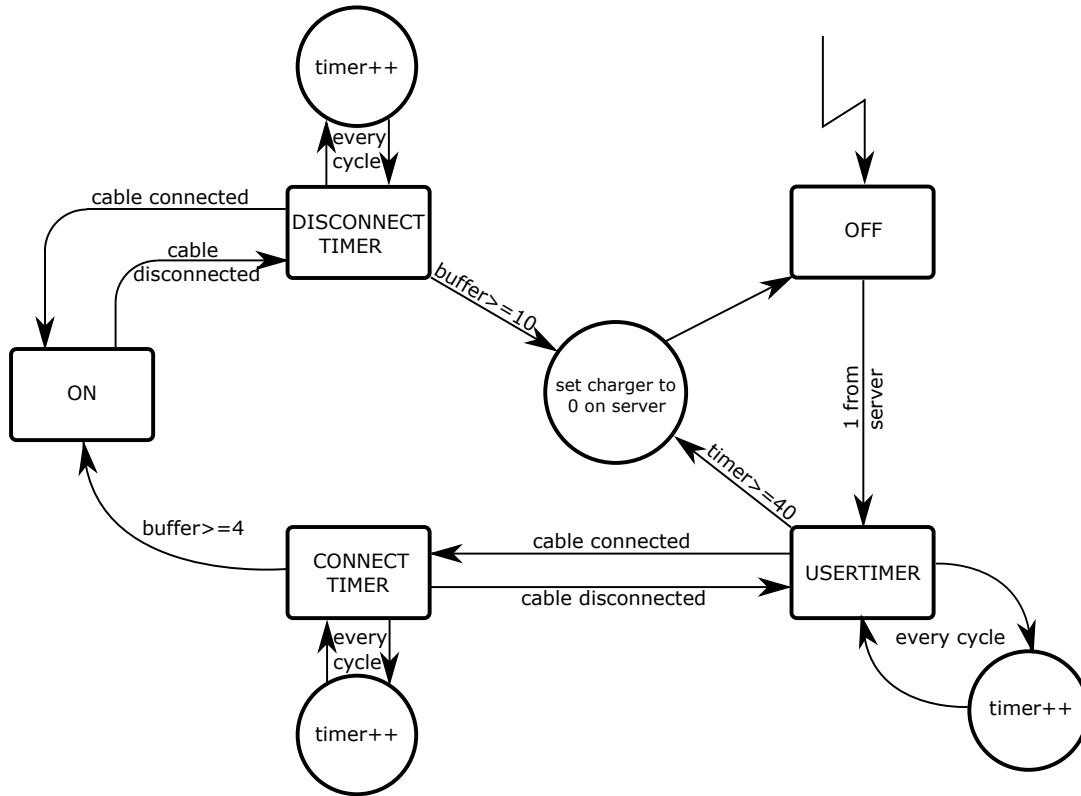 timer++
every
cycle
cable connected
DISCONNECT
TIMER
OFF
cable
disconnected
buffer>=10
ON
set charger to
0 on server
1 from
server
timer>=40
buffer>=4
cable connected
CONNECT
TIMER
USERTIMER
cable disconnected
every
cycle
every cycle
timer++
timer++